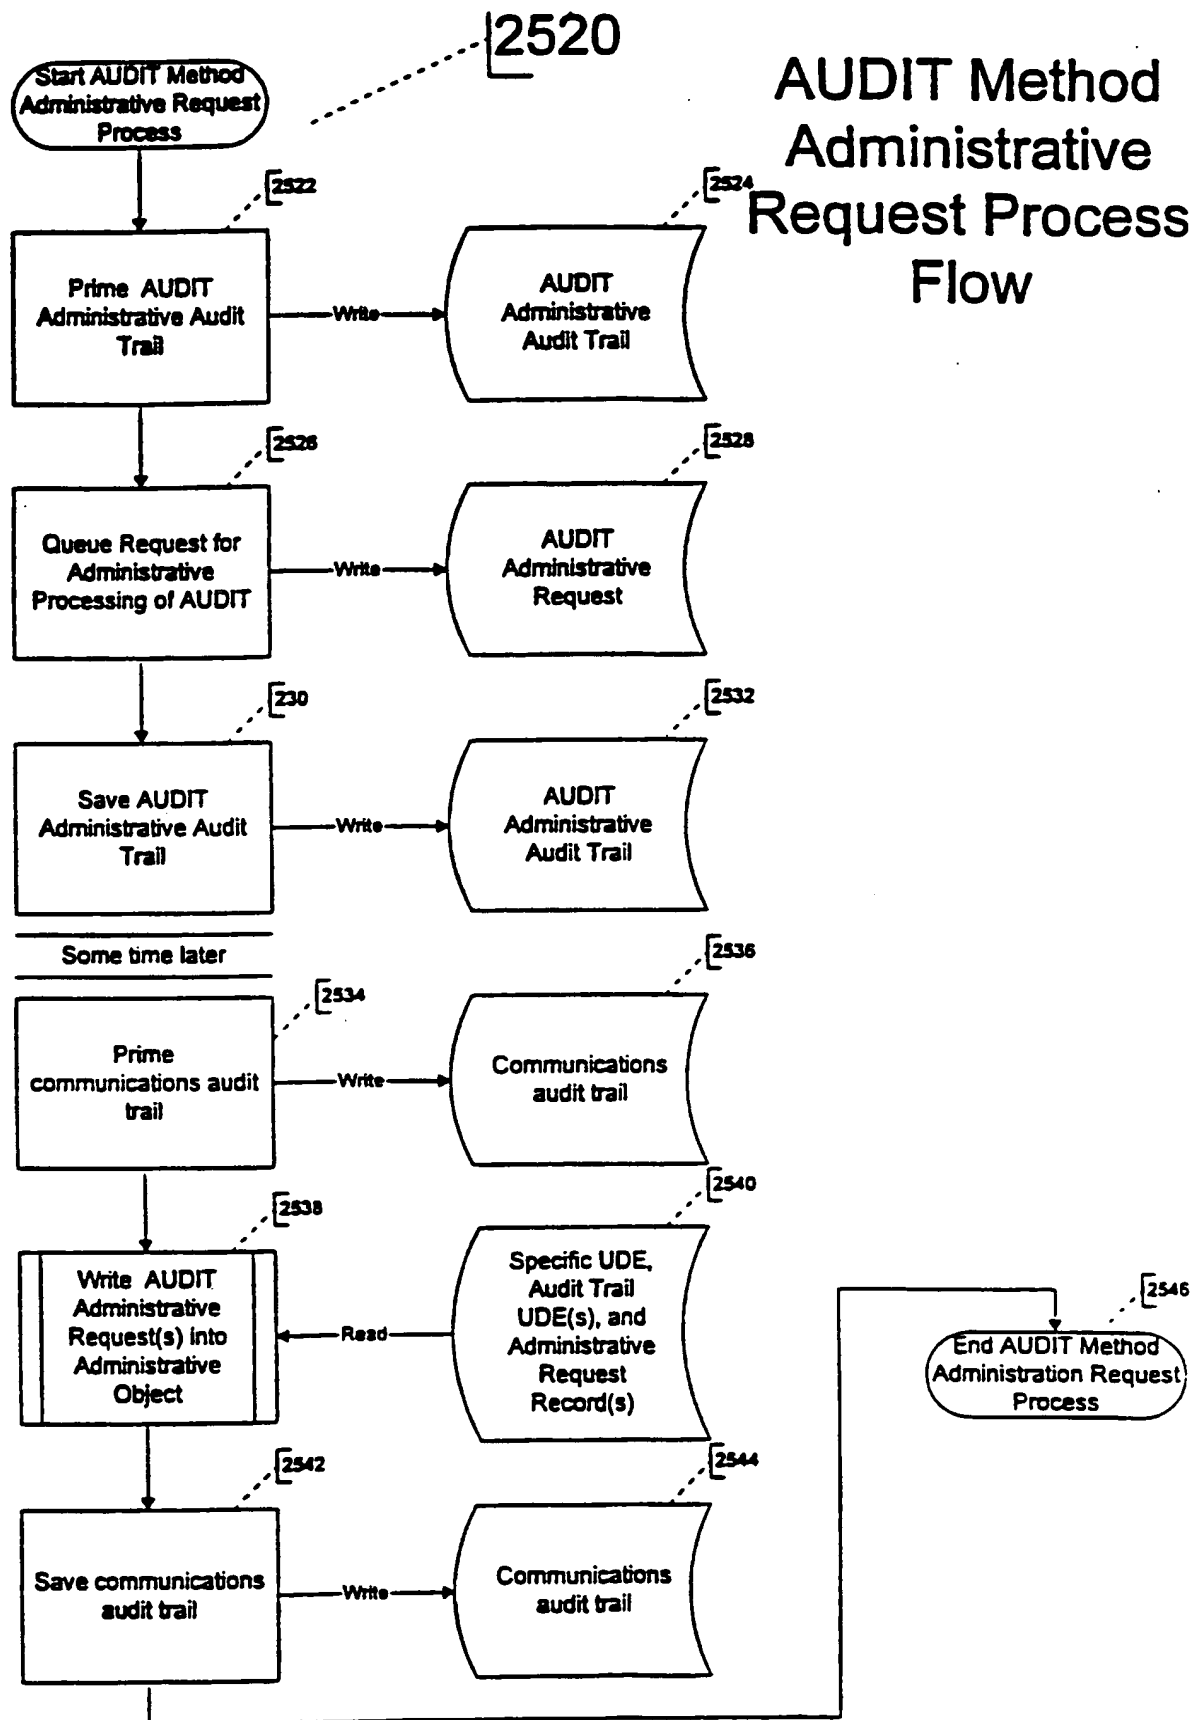 2520
AUDIT Method
Administrative
Request Process
Flow
Start AUDIT Method
Administrative Request
Process
2522
2524
Prime AUDIT
Administrative Audit
Trail
Write
AUDIT
Administrative
Audit Trail
2526
2528
Queue Request for
Administrative
Processing of AUDIT
Write
AUDIT
Administrative
Request
230
2532
Save AUDIT
Administrative Audit
Trail
Write
AUDIT
Administrative
Audit Trail
Some time later
2534
2536
Prime
communications audit
trail
Write
Communications
audit trail
2538
2540
Write AUDIT
Administrative
Request(s) into
Administrative
Object
Read
Specific UDE,
Audit Trail
UDE(s), and
Administrative
Request
Record(s)
2546
End AUDIT Method
Administration Request
Process
2542
2544
Save communications
audit trail
Write
Communications
audit trail